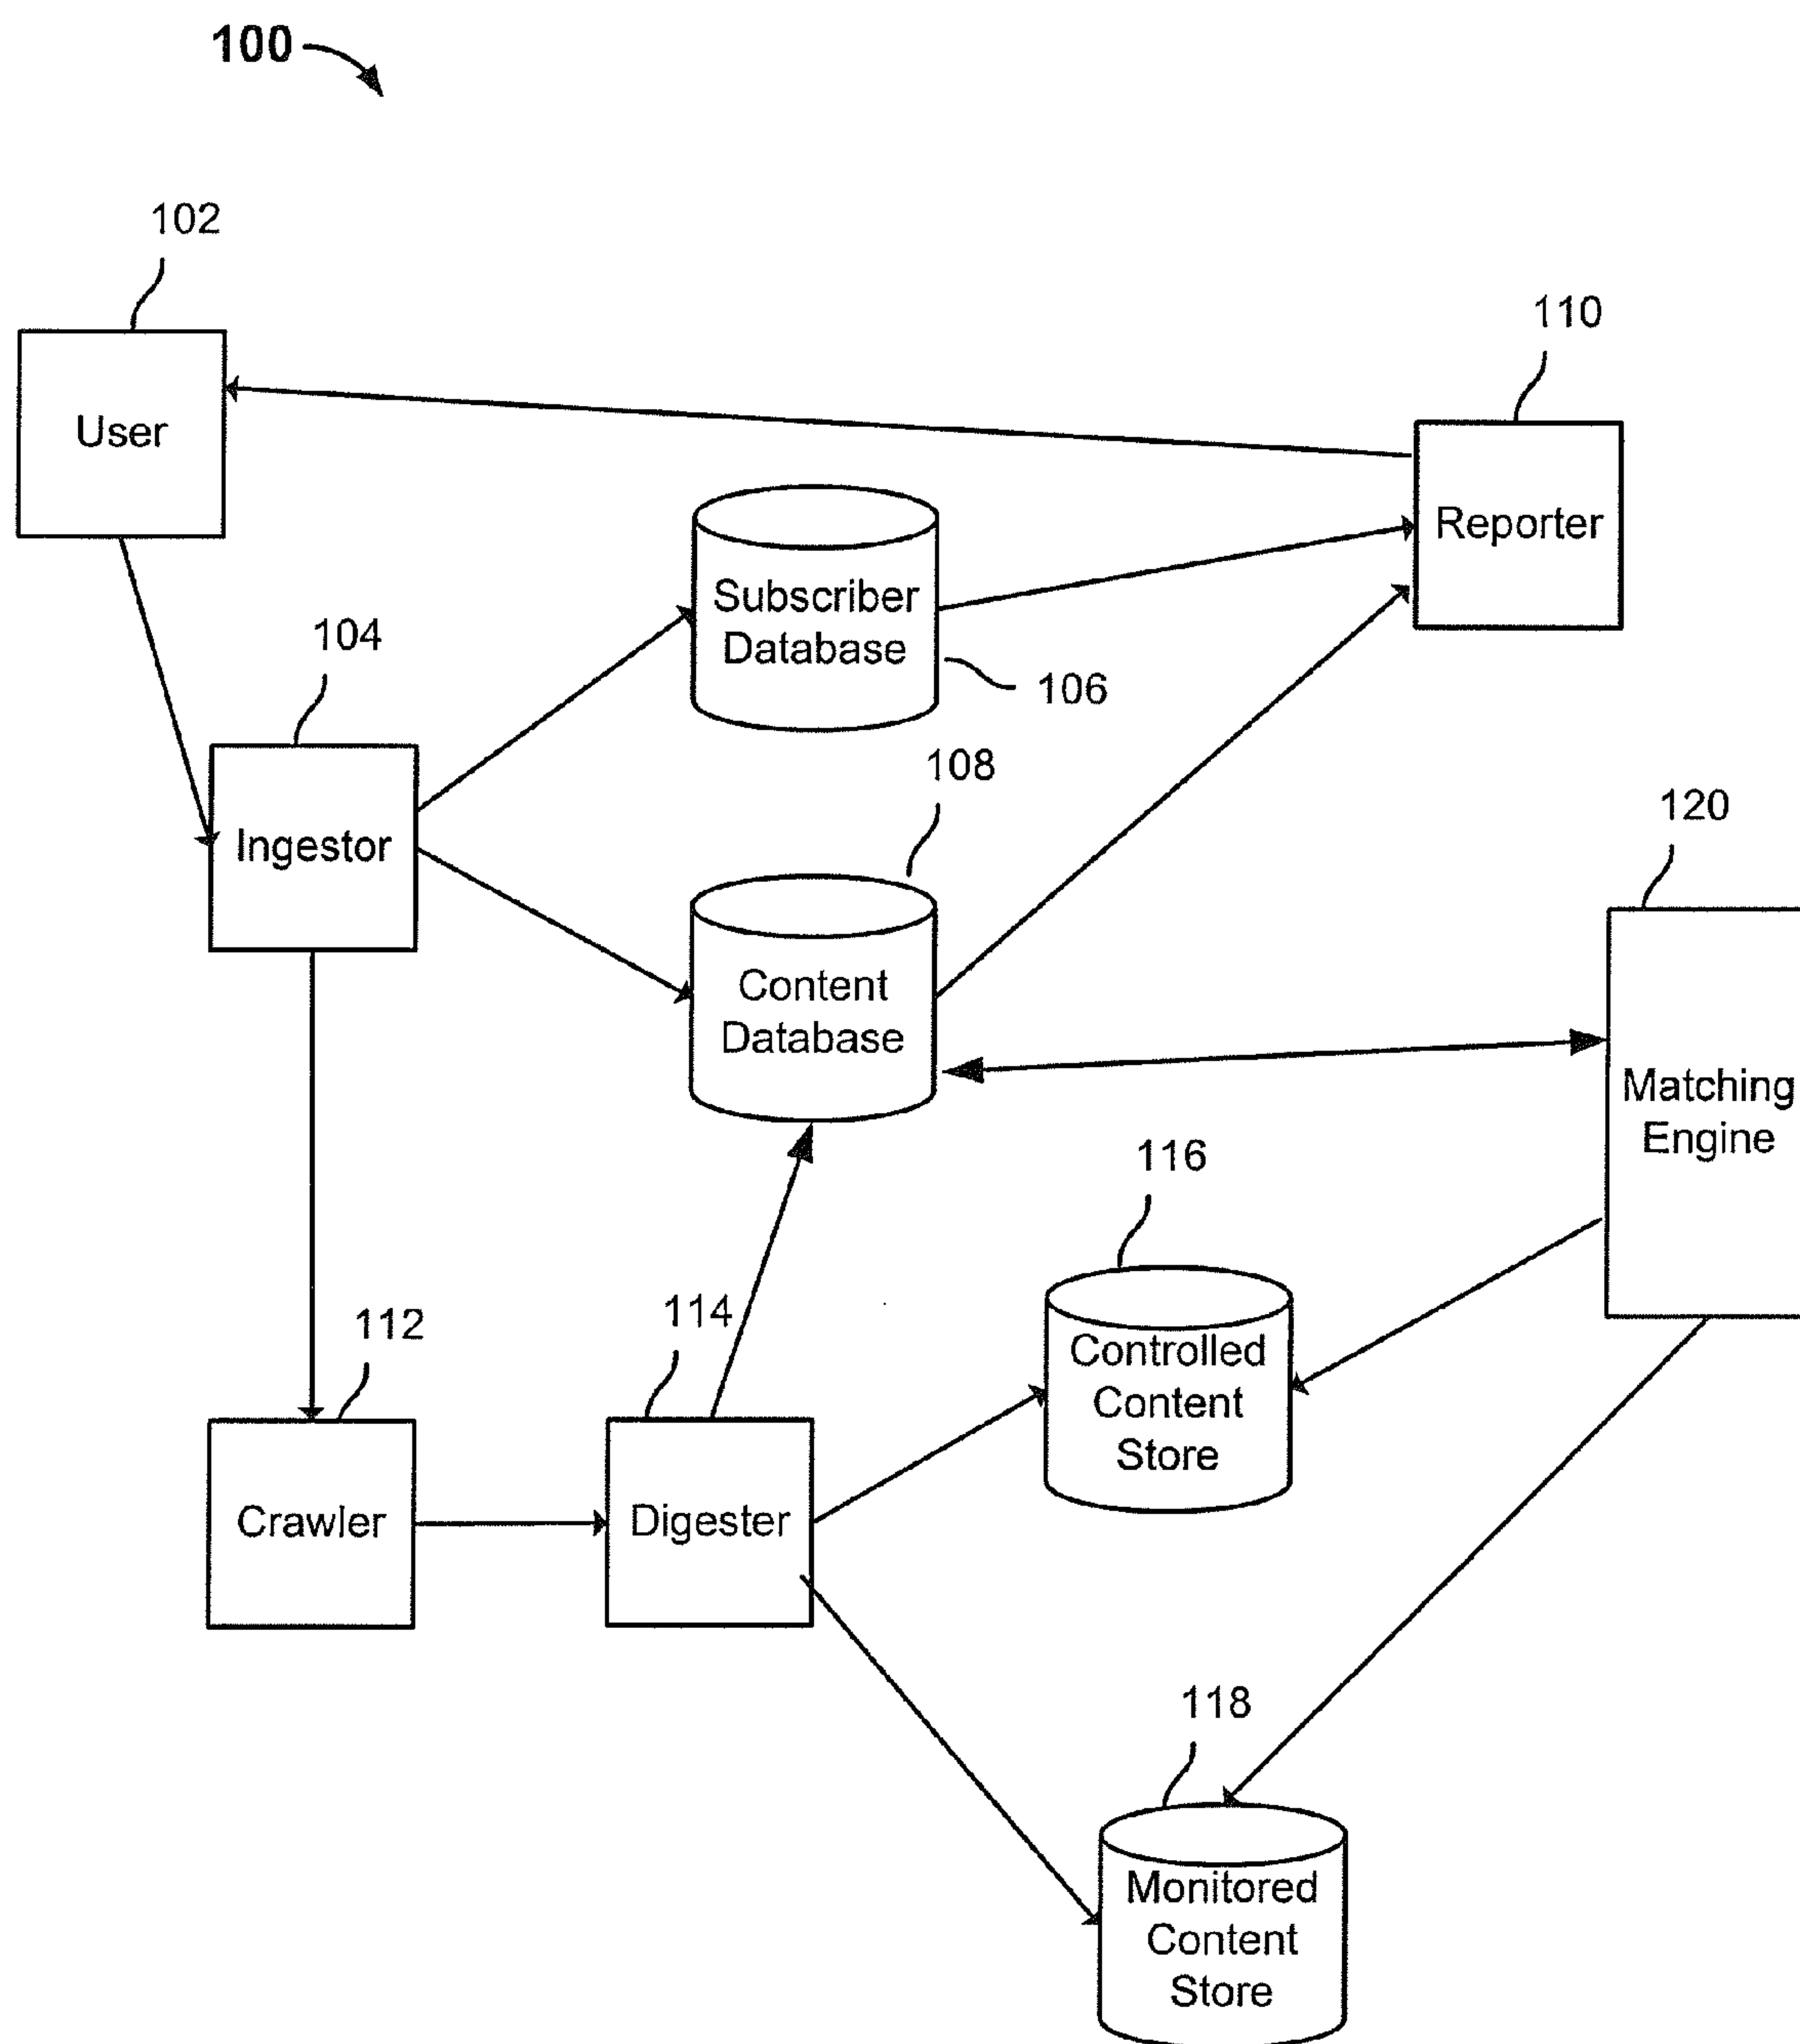 100
102
110
User
Reporter
Subscriber
Database
104
106
108
120
Ingestor
Content
Database
Matching
Engine
116
114
112
Controlled
Content
Store
Crawler
Digester
118
Monitored
Content
Store